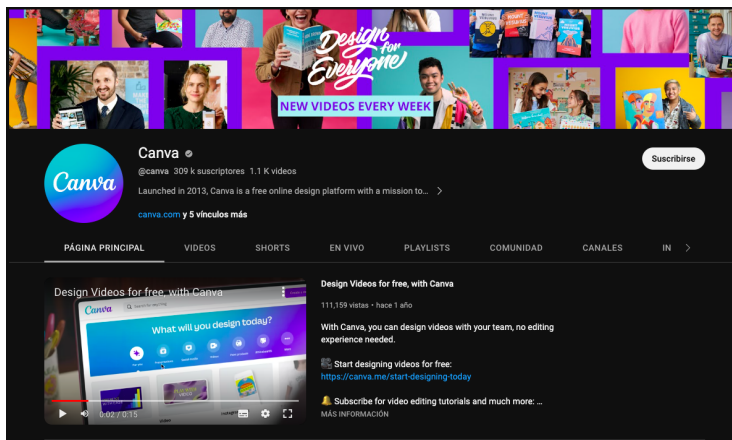 Design
for
Everyone
NEW VIDEOS EVERY WEEK
Canva
Canva
@canva 309 k suscriptores 1.1 K videos
Suscribirse
Launched in 2013, Canva is a free online design platform with a mission to... >
canva.com y 5 vínculos más
PÁGINA PRINCIPAL VIDEOS SHORTS EN VIVO PLAYLISTS COMUNIDAD CANALES IN >
Design Videos for free, with Canva
Canva
What will you design today?
0:02 / 0:15
Design Videos for free, with Canva
111,159 vistas • hace 1 año
With Canva, you can design videos with your team, no editing
experience needed.
Start designing videos for free:
https://canva.me/start-designing-today
Subscribe for video editing tutorials and much more: ...
MÁS INFORMACIÓN